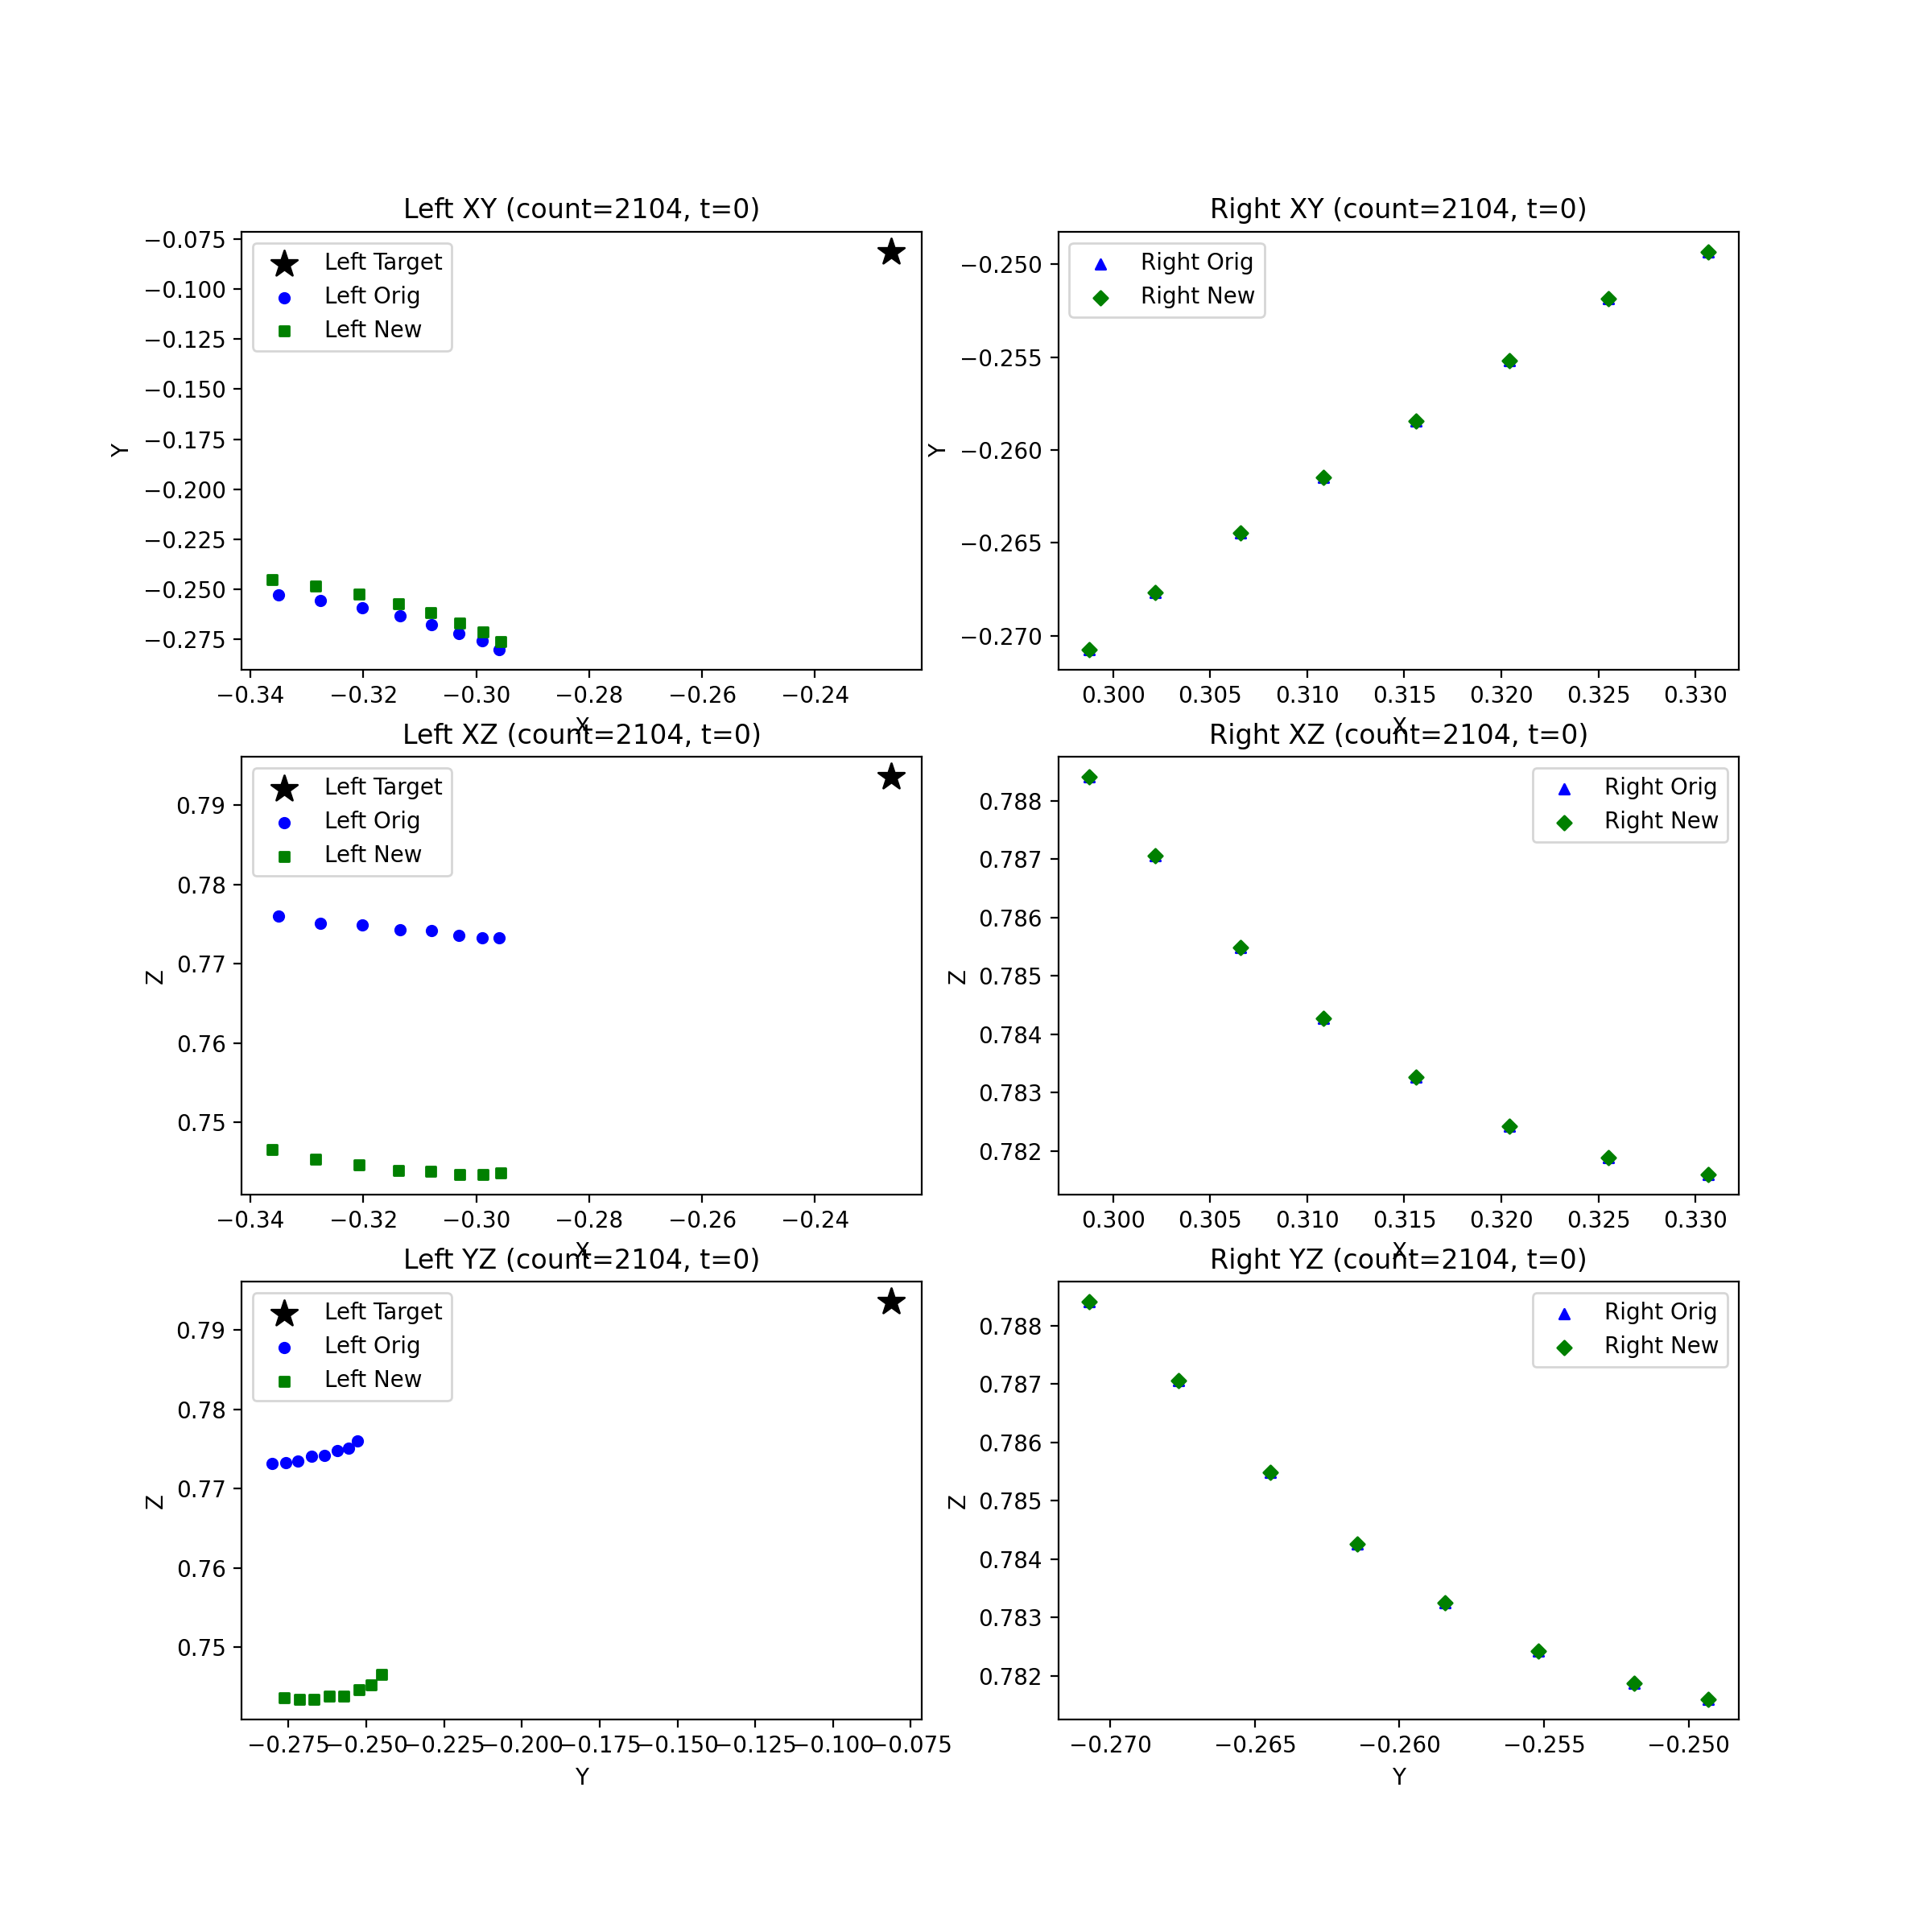 Left XY (count=2104, t=0)
Left Target
Left Orig
Left New
−0.075
−0.100
−0.125
−0.150
−0.175
−0.200
−0.225
−0.250
−0.275
Y
−0.34 −0.32 −0.30 −0.28 −0.26 −0.24
X
Right XY (count=2104, t=0)
Right Orig
Right New
−0.250
−0.255
−0.260
−0.265
−0.270
Y
0.300 0.305 0.310 0.315 0.320 0.325 0.330
X
Left XZ (count=2104, t=0)
Left Target
Left Orig
Left New
0.79
0.78
0.77
0.76
0.75
Z
−0.34 −0.32 −0.30 −0.28 −0.26 −0.24
X
Right XZ (count=2104, t=0)
Right Orig
Right New
0.788
0.787
0.786
0.785
0.784
0.783
0.782
Z
0.300 0.305 0.310 0.315 0.320 0.325 0.330
X
Left YZ (count=2104, t=0)
Left Target
Left Orig
Left New
0.79
0.78
0.77
0.76
0.75
Z
−0.275 −0.250 −0.225 −0.200 −0.175 −0.150 −0.125 −0.100 −0.075
Y
Right YZ (count=2104, t=0)
Right Orig
Right New
0.788
0.787
0.786
0.785
0.784
0.783
0.782
Z
−0.270 −0.265 −0.260 −0.255 −0.250
Y